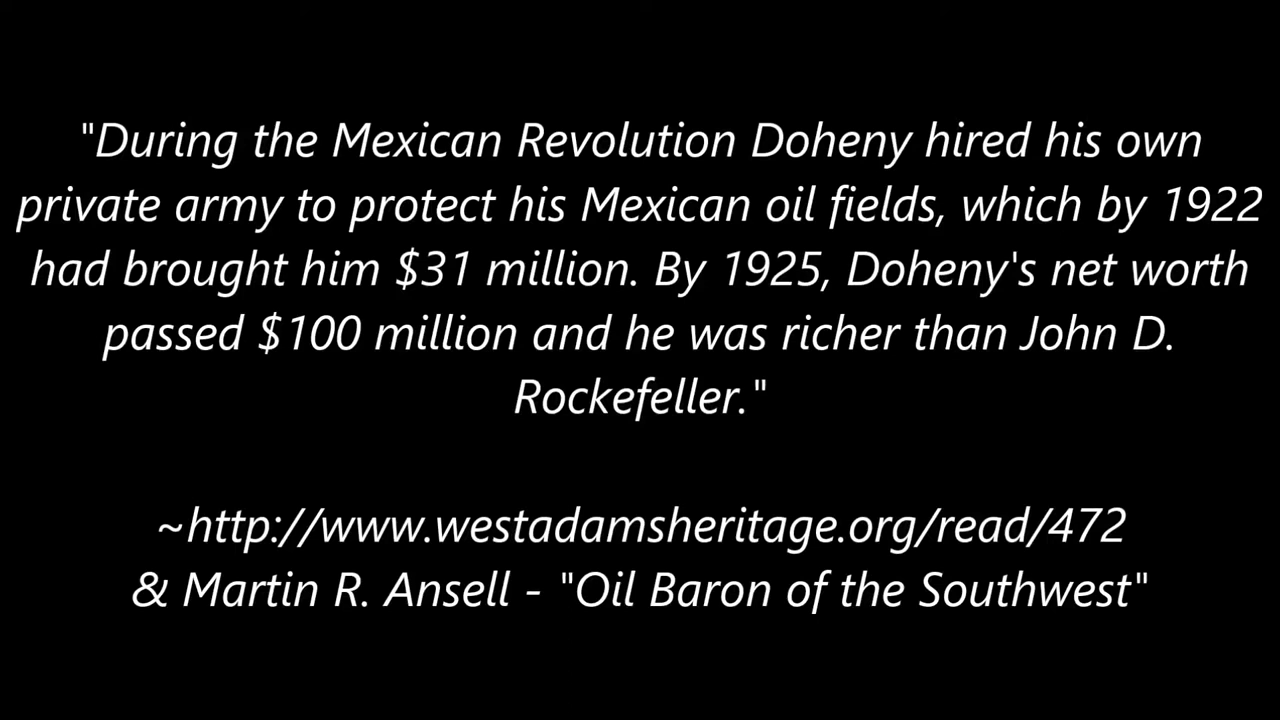 "During the Mexican Revolution Doheny hired his own
private army to protect his Mexican oil fields, which by 1922
had brought him $31 million. By 1925, Doheny's net worth
passed $100 million and he was richer than John D.
Rockefeller."
~http://www.westadamsheritage.org/read/472
& Martin R. Ansell - "Oil Baron of the Southwest"